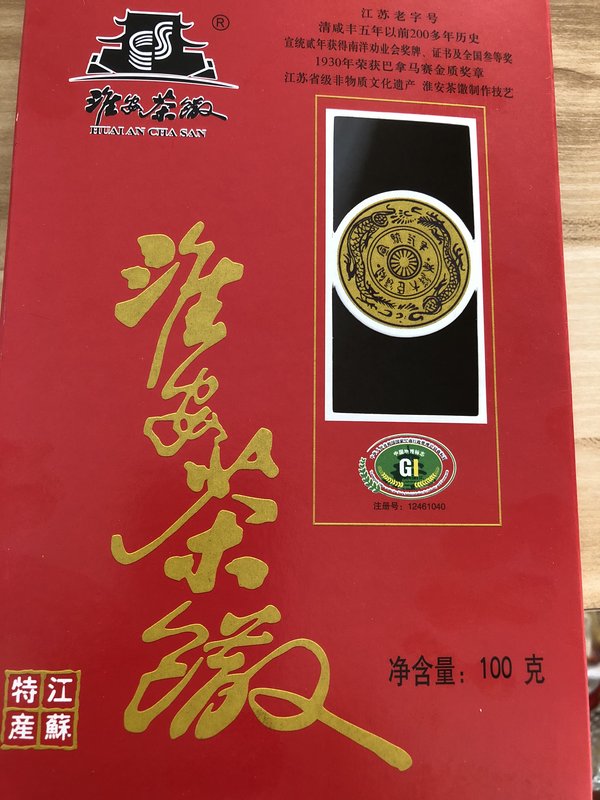 ®
淮安茶馓
HUAI AN CHA SAN
江苏老字号
清咸丰五年以前200多年历史
宣统贰年获得南洋劝业会奖牌、证书及全国叁等奖
1930年荣获巴拿马赛金质奖章
江苏省级非物质文化遗产 淮安茶馓制作技艺
淮安茶馓
中国地理标志
GI
注册号：12461040
净含量：100 克
江蘇
特産